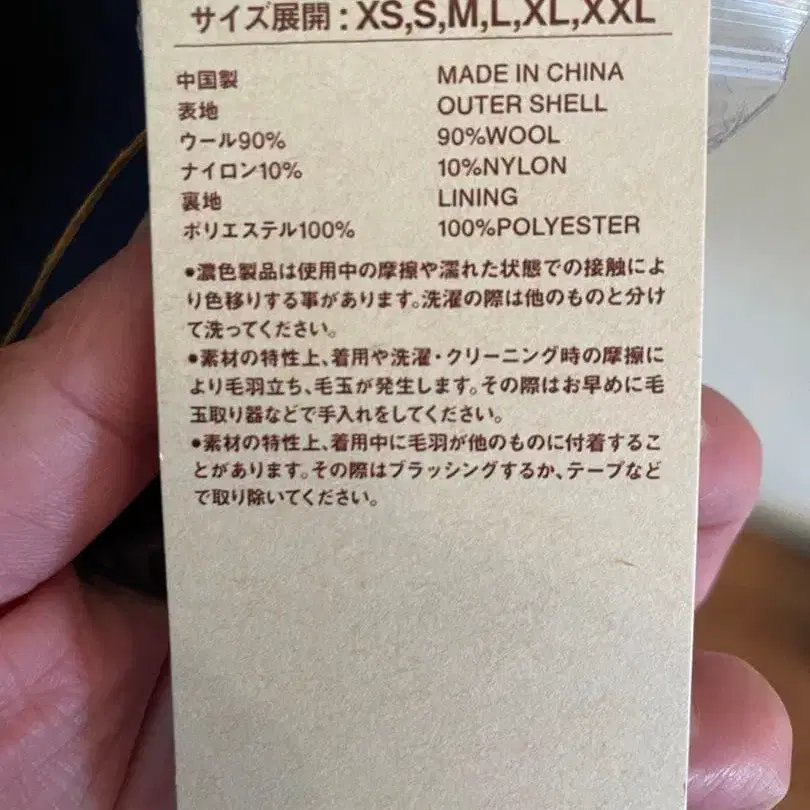 サイズ展開：XS,S,M,L,XL,XXL
中国製 MADE IN CHINA
表地 OUTER SHELL
ウール90% 90%WOOL
ナイロン10% 10%NYLON
裏地 LINING
ポリエステル100% 100%POLYESTER
●濃色製品は使用中の摩擦や濡れた状態での接触によ
り色移りする事があります。洗濯の際は他のものと分け
て洗ってください。
●素材の特性上、着用や洗濯・クリーニング時の摩擦に
より毛羽立ち、毛玉が発生します。その際はお早めに毛
玉取り器などで手入れをしてください。
●素材の特性上、着用中に毛羽が他のものに付着するこ
とがあります。その際はブラッシングするか、テープなど
で取り除いてください。